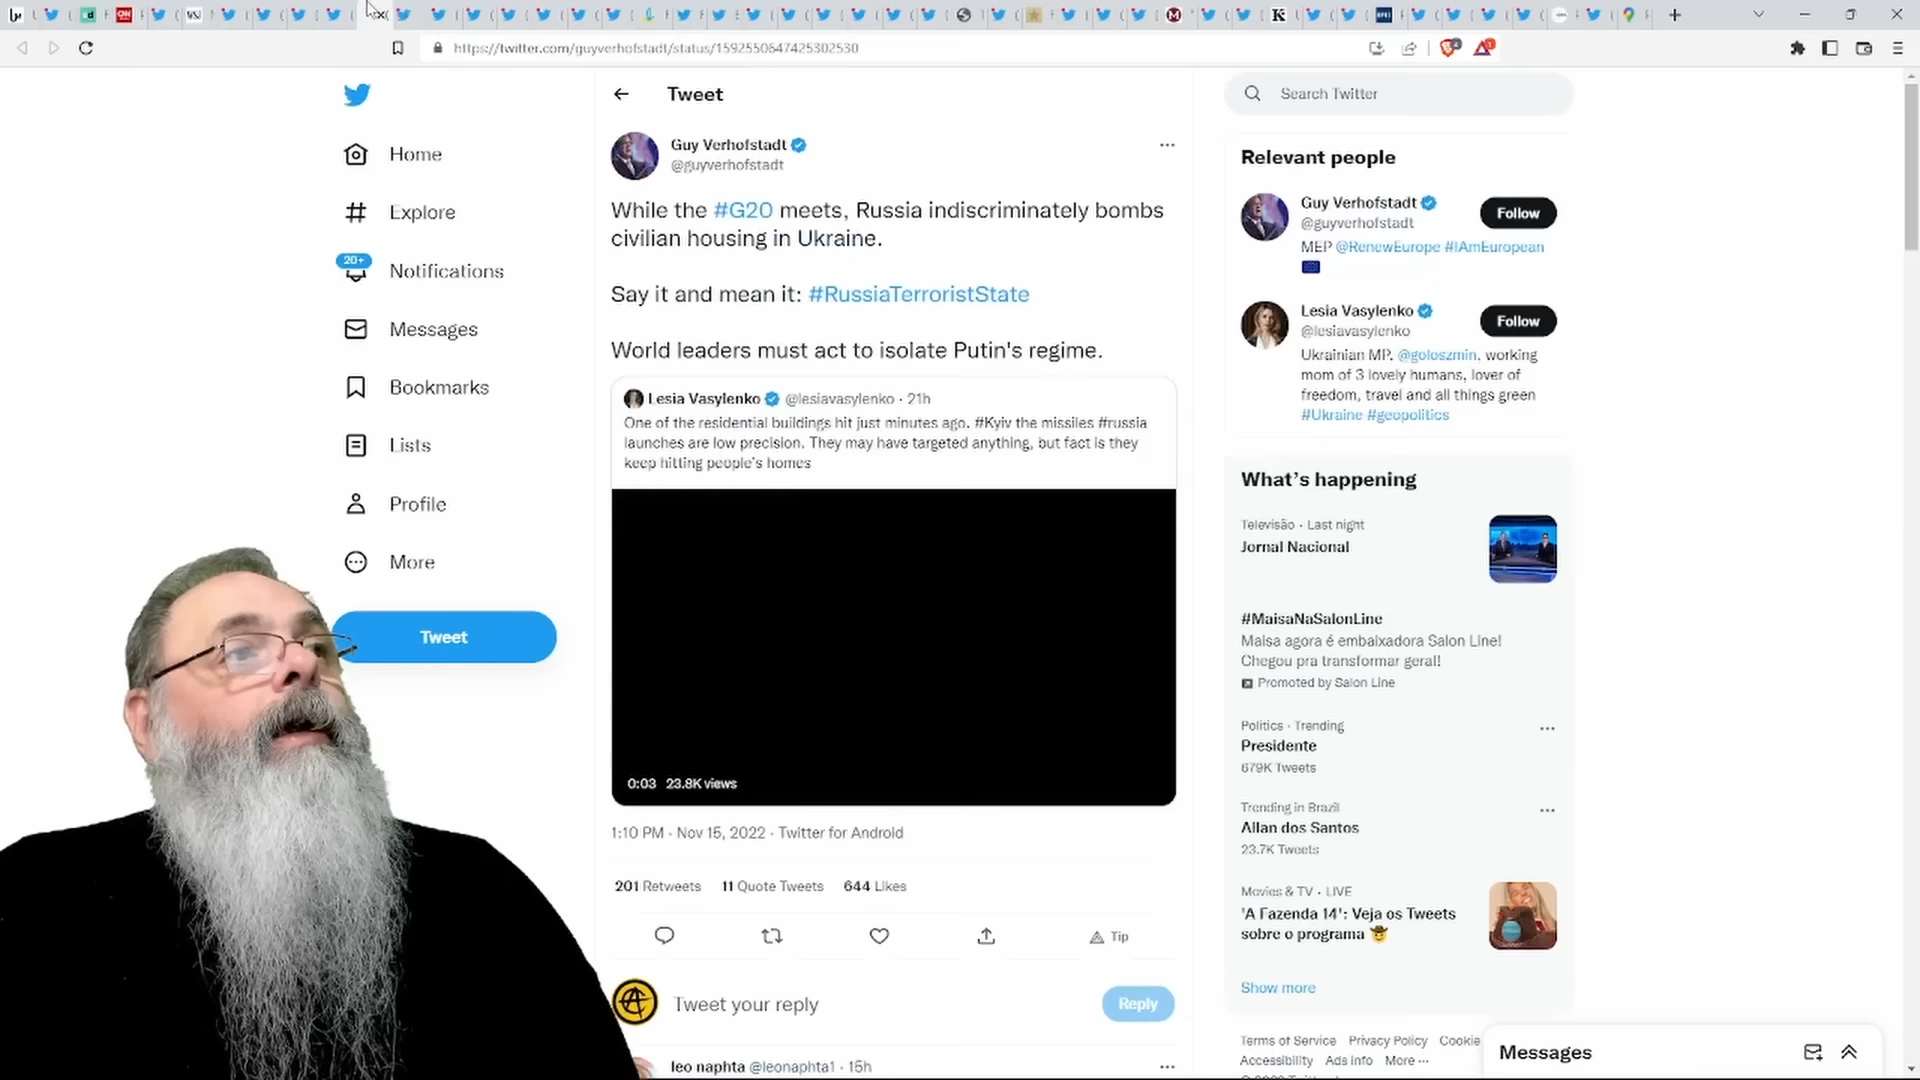 https://twitter.com/guyverhofstadt/status/1592550647425302530
Tweet
Search Twitter
Home
Explore
20+
Notifications
Messages
Bookmarks
Lists
Profile
More
Tweet
Guy Verhofstadt
@guyverhofstadt
While the #G20 meets, Russia indiscriminately bombs
civilian housing in Ukraine.
Say it and mean it: #RussiaTerroristState
World leaders must act to isolate Putin's regime.
Lesia Vasylenko @lesiavasylenko · 21h
One of the residential buildings hit just minutes ago. #Kyiv the missiles #russia
launches are low precision. They may have targeted anything, but fact is they
keep hitting people's homes
0:03 23.8K views
1:10 PM · Nov 15, 2022 · Twitter for Android
201 Retweets 11 Quote Tweets 644 Likes
Tip
Tweet your reply
Reply
leo naphta @leonaphta1 · 15h
Relevant people
Guy Verhofstadt
@guyverhofstadt
Follow
MEP @RenewEurope #IAmEuropean
Lesia Vasylenko
@lesiavasylenko
Follow
Ukrainian MP. @goloszmin. working
mom of 3 lovely humans, lover of
freedom, travel and all things green
#Ukraine #geopolitics
What's happening
Televisão · Last night
Jornal Nacional
#MaisaNaSalonLine
Maisa agora é embaixadora Salon Line!
Chegou pra transformar geral!
Promoted by Salon Line
Politics · Trending
Presidente
679K Tweets
Trending in Brazil
Allan dos Santos
23.7K Tweets
Movies & TV · LIVE
'A Fazenda 14': Veja os Tweets
sobre o programa 🤠
Show more
Terms of Service Privacy Policy Cookie
Accessibility Ads info More ···
Messages